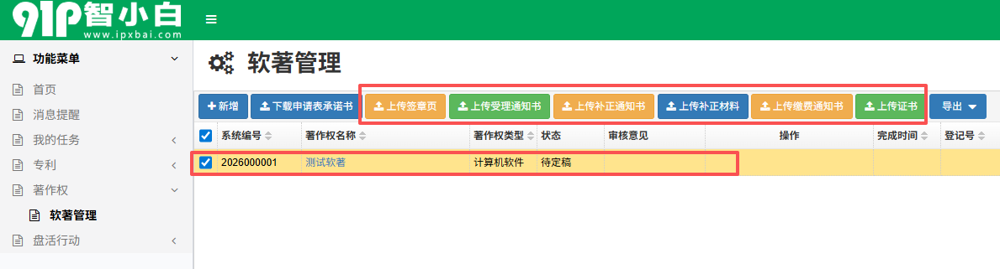 91P智小白
www.ipxbai.com
功能菜单
软著管理
首页
消息提醒
我的任务
专利
著作权
软著管理
盘活行动
新增 下载申请表承诺书 上传签章页 上传受理通知书 上传补正通知书 上传补正材料 上传缴费通知书 上传证书 导出
系统编号 著作权名称 著作权类型 状态 审核意见 操作 完成时间 登记号
2026000001 测试软著 计算机软件 待定稿